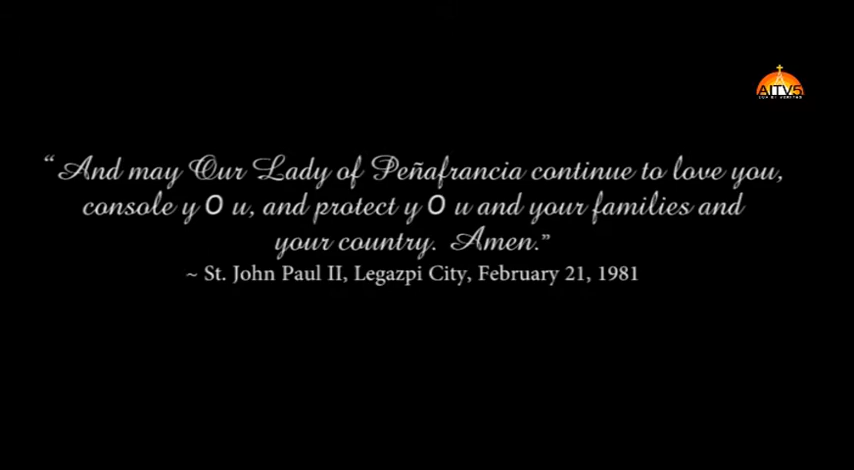 AITV5
“And may Our Lady of Peñafrancia continue to love you,
console y O u, and protect y O u and your families and
your country. Amen.”
~ St. John Paul II, Legazpi City, February 21, 1981